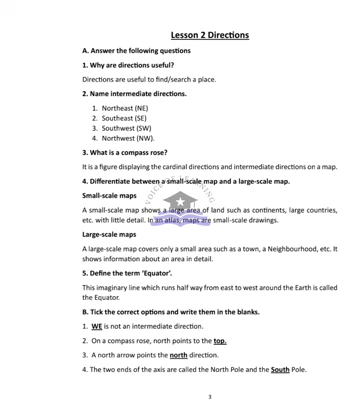 Lesson 2 Directions
A. Answer the following questions
1. Why are directions useful?
Directions are useful to find/search a place.
2. Name intermediate directions.
1. Northeast (NE)
2. Southeast (SE)
3. Southwest (SW)
4. Northwest (NW).
3. What is a compass rose?
It is a figure displaying the cardinal directions and intermediate directions on a map.
4. Differentiate between a small-scale map and a large-scale map.
Small-scale maps
A small-scale map shows a large area of land such as continents, large countries,
etc. with little detail. In an atlas, maps are small-scale drawings.
Large-scale maps
A large-scale map covers only a small area such as a town, a Neighbourhood, etc. It
shows information about an area in detail.
5. Define the term ‘Equator’.
This imaginary line which runs half way from east to west around the Earth is called
the Equator.
B. Tick the correct options and write them in the blanks.
1. WE is not an intermediate direction.
2. On a compass rose, north points to the top.
3. A north arrow points the north direction.
4. The two ends of the axis are called the North Pole and the South Pole.
3